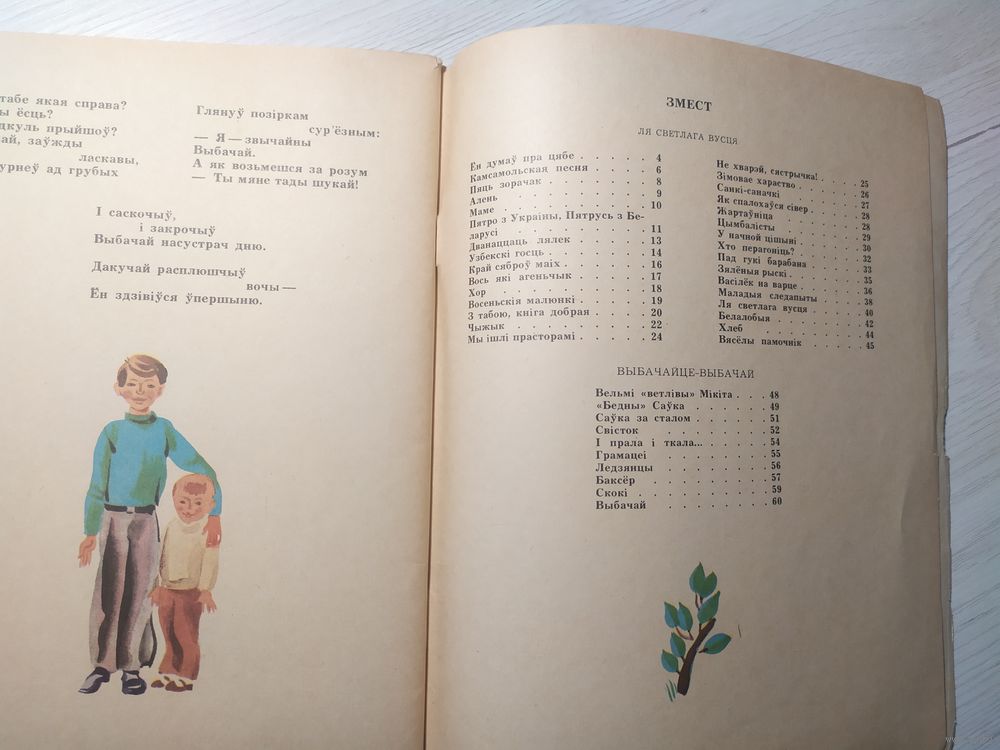 табе якая справа?
ы ёсць?
дкуль прыйшоў?
ай, заўжды
ласкавы,
урнеў ад грубых
Глянуў позіркам
сур'ёзным:
— Я — звычайны
Выбачай.
А як возьмешся за розум
— Ты мяне тады шукай!
І саскочыў,
і закрочыў
Выбачай насустрач дню.
Дакучай расплюшчыў
вочы —
Ён здзівіўся ўпершыню.
ЗМЕСТ
ЛЯ СВЕТЛАГА ВУСЦЯ
Ён думаў пра цябе . . . . . 4
Камсамольская песня . . . . 6
Пяць зорачак . . . . . 8
Алень . . . . . 9
Маме . . . . . 10
Пятро з Украіны, Пятрусь з Бе-
ларусі . . . . . 11
Дванаццаць лялек . . . . 13
Узбекскі госць . . . . . 14
Край сяброў маіх . . . . 16
Вось які агеньчык . . . . 17
Хор . . . . . 18
Восеньскія малюнкі . . . . 19
З табою, кніга добрая . . . . 20
Чыжык . . . . . 22
Мы ішлі прасторамі . . . . . 24
Не хварэй, сястрычка! . . . . 25
Зімовае хараство . . . . . 26
Санкі-саначкі . . . . . 27
Як спалохаўся сівер . . . . 28
Жартаўніца . . . . . 28
Цымбалісты . . . . . 29
У начной цішыні . . . . . 30
Хто перагоніць? . . . . . 32
Пад гукі барабана . . . . 33
Зялёныя рыскі . . . . . 35
Васілёк на варце . . . . . 36
Маладыя следапыты . . . . 38
Ля светлага вусця . . . . 40
Белалобыя . . . . . 42
Хлеб . . . . . 44
Вясёлы памочнік . . . . . 45
ВЫБАЧАЙЦЕ-ВЫБАЧАЙ
Вельмі «ветлівы» Мікіта . . . 48
«Бедны» Саўка . . . . . 49
Саўка за сталом . . . . . 51
Свісток . . . . . 52
І прала і ткала... . . . . . 54
Грамацеі . . . . . 55
Ледзянцы . . . . . 56
Баксёр . . . . . 57
Скокі . . . . . 59
Выбачай . . . . . 60